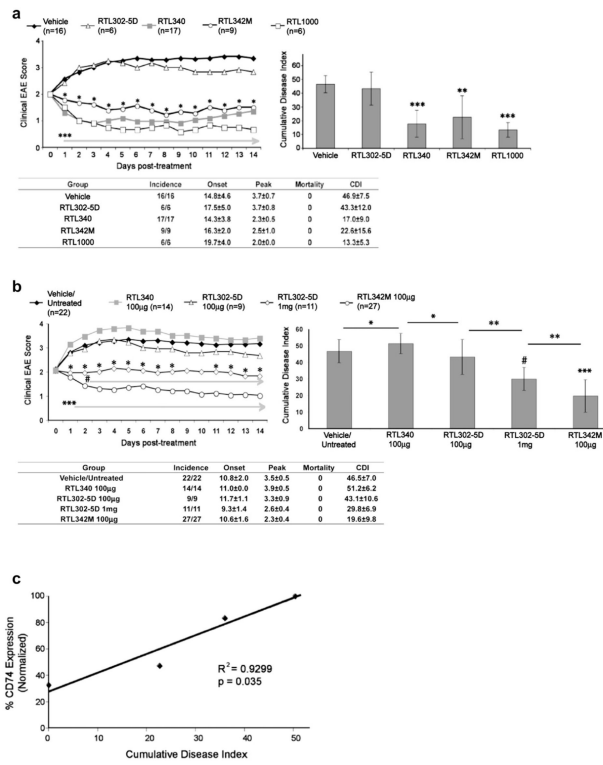 a
Vehicle (n=16) RTL302-5D (n=6) RTL340 (n=17) RTL342M (n=9) RTL1000 (n=6)
Clinical EAE Score
4
3
2
1
0
* * * * * * * * * * * * * *
***
0 1 2 3 4 5 6 7 8 9 10 11 12 13 14
Days post-treatment
Cumulative Disease Index
60
50
40
30
20
10
0
*** ** ***
Vehicle RTL302-5D RTL340 RTL342M RTL1000
Group Incidence Onset Peak Mortality CDI
Vehicle 16/16 14.8±4.6 3.7±0.7 0 46.9±7.5
RTL302-5D 6/6 17.5±5.0 3.7±0.8 0 43.3±12.0
RTL340 17/17 14.3±3.8 2.3±0.5 0 17.0±9.0
RTL342M 9/9 16.3±2.0 2.5±1.0 0 22.6±15.6
RTL1000 6/6 19.7±4.0 2.0±0.0 0 13.3±5.3
b
Vehicle/ Untreated (n=22) RTL340 100µg (n=14) RTL302-5D 100µg (n=9) RTL302-5D 1mg (n=11) RTL342M 100µg (n=27)
Clinical EAE Score
4
3
2
1
0
* * * * * * * * * * *
#
***
0 1 2 3 4 5 6 7 8 9 10 11 12 13 14
Days post-treatment
Cumulative Disease Index
60
50
40
30
20
10
0
* * ** **
# ***
Vehicle/ Untreated RTL340 100µg RTL302-5D 100µg RTL302-5D 1mg RTL342M 100µg
Group Incidence Onset Peak Mortality CDI
Vehicle/Untreated 22/22 10.8±2.0 3.5±0.5 0 46.5±7.0
RTL340 100µg 14/14 11.0±0.0 3.9±0.5 0 51.2±6.2
RTL302-5D 100µg 9/9 11.7±1.1 3.3±0.9 0 43.1±10.6
RTL302-5D 1mg 11/11 9.3±1.4 2.6±0.4 0 29.8±6.9
RTL342M 100µg 27/27 10.6±1.6 2.3±0.4 0 19.6±9.8
c
% CD74 Expression
(Normalized)
100
80
60
40
20
0
R² = 0.9299
p = 0.035
0 10 20 30 40 50
Cumulative Disease Index